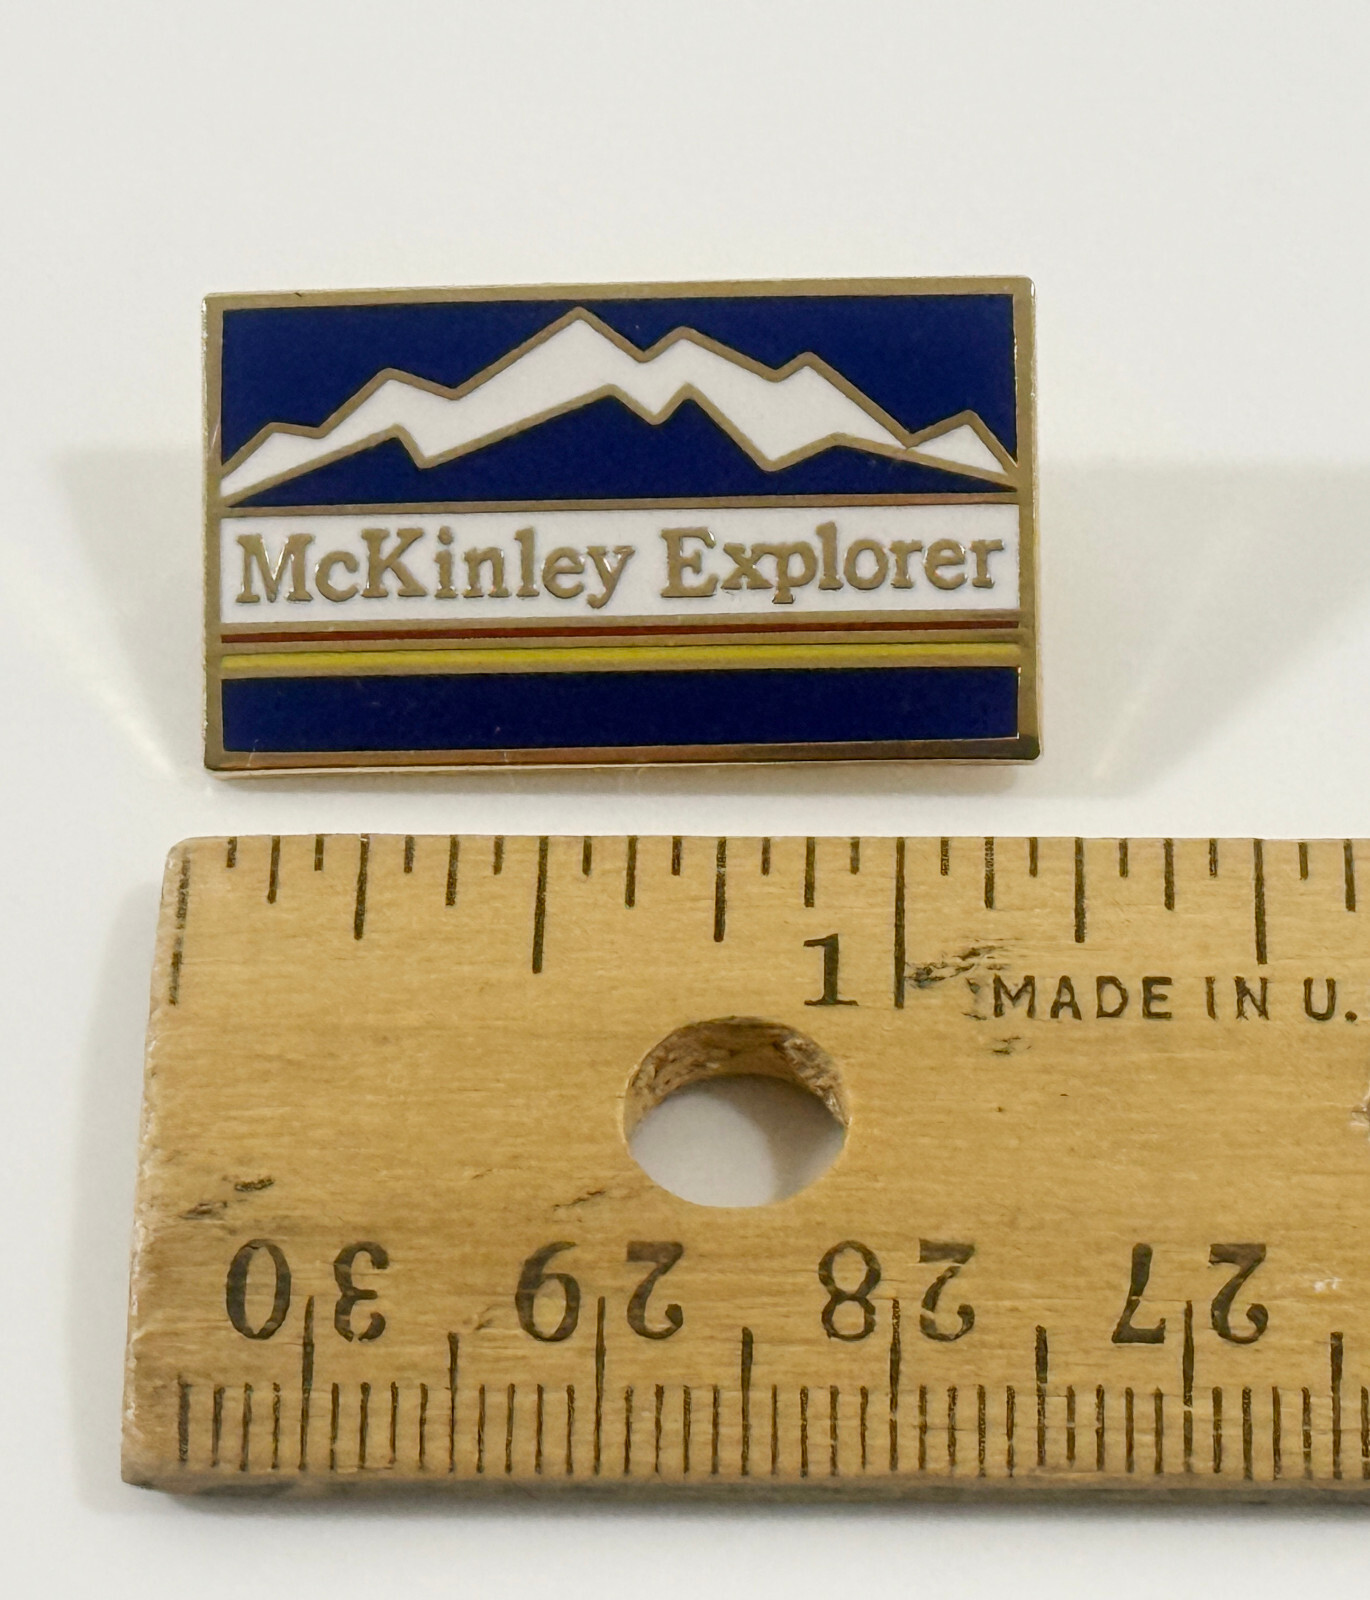 McKinley Explorer
1
MADE IN U.
30 29 28 27